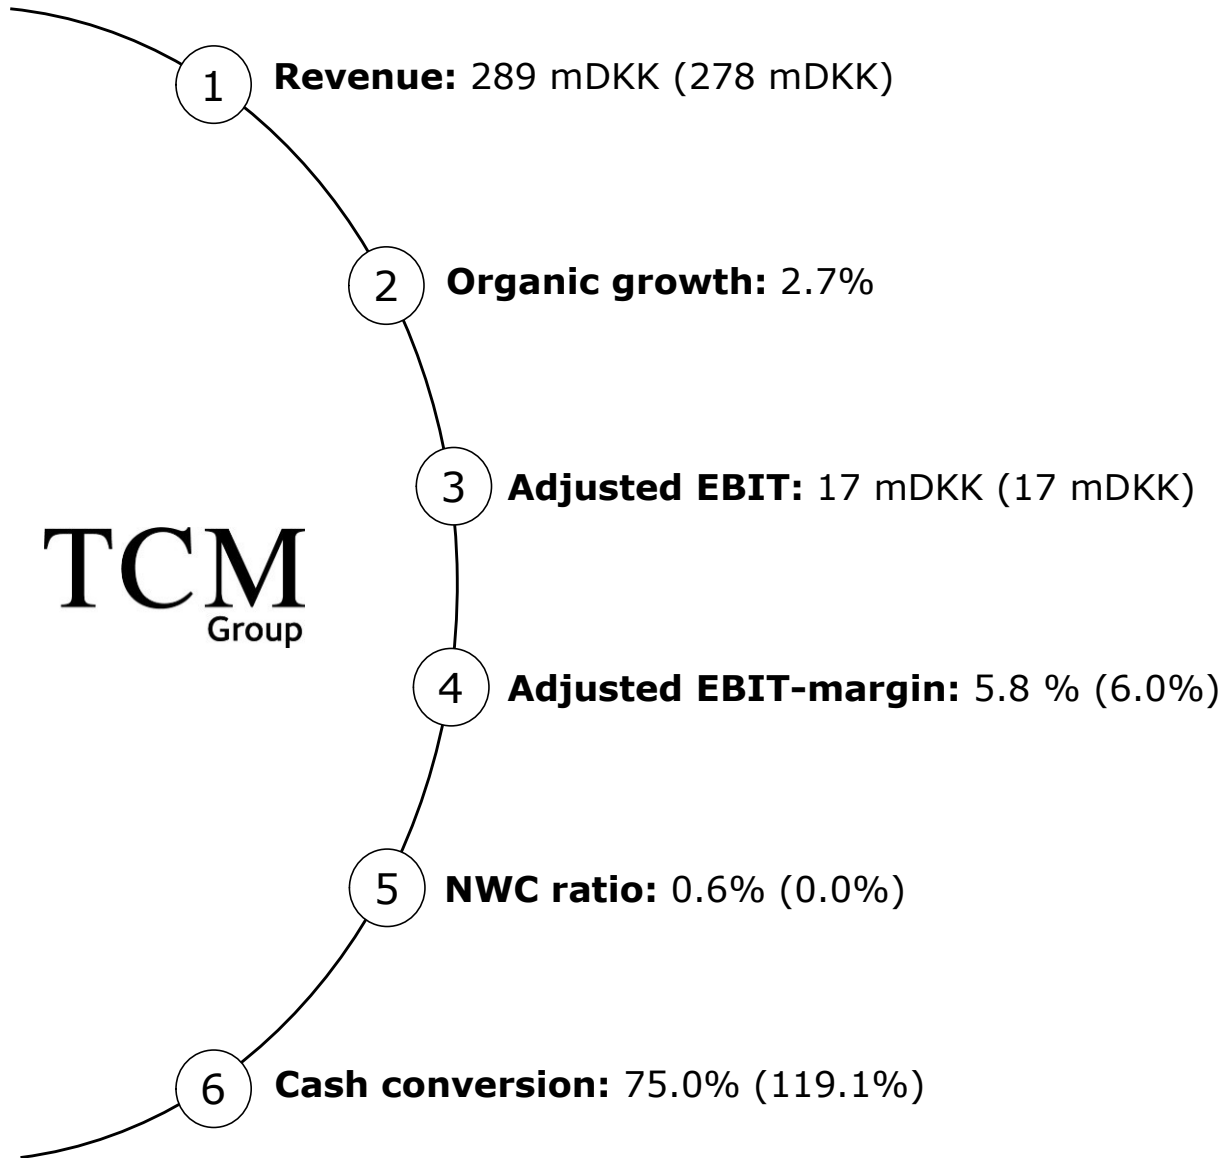 1 Revenue: 289 mDKK (278 mDKK)
2 Organic growth: 2.7%
3 Adjusted EBIT: 17 mDKK (17 mDKK)
TCM
Group
4 Adjusted EBIT-margin: 5.8 % (6.0%)
5 NWC ratio: 0.6% (0.0%)
6 Cash conversion: 75.0% (119.1%)